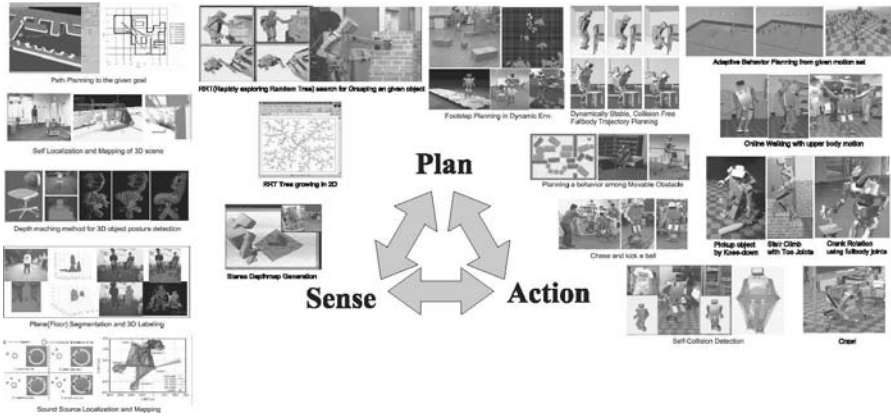 Path Planning to the given goal
Self Localization and Mapping of 3D scene
Depth maching method for 3D object posture detection
Plane(Floor) Segmentation and 3D Labeling
Sound Source Localization and Mapping
RRT(Rapidly exploring Random Tree) search for Grasping an given object
RRT Tree growing in 2D
Stereo Depthmap Generation
Footstep Planning in Dynamic Env.
Dynamically Stable, Collision Free
Fullbody Trajectory Planning
Adaptive Behavior Planning from given motion set
Online Walking with upper body motion
Planning a behavior among Movable Obstacle
Chase and kick a ball
Pickup object
by Knee-down
Stair Climb
with Toe Joints
Crank Rotation
using fullbody joints
Self-Collision Detection
Crawl
Plan
Sense
Action